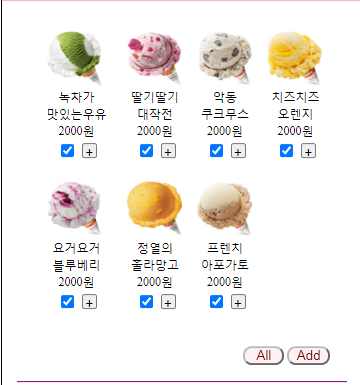 녹차가 딸기딸기 악동 치즈치즈
맛있는우유 대작전 쿠크무스 오렌지
2000원 2000원 2000원 2000원
+ + + +
요거요거 정열의 프렌치
블루베리 홀라망고 아포가토
2000원 2000원 2000원
+ + +
All Add